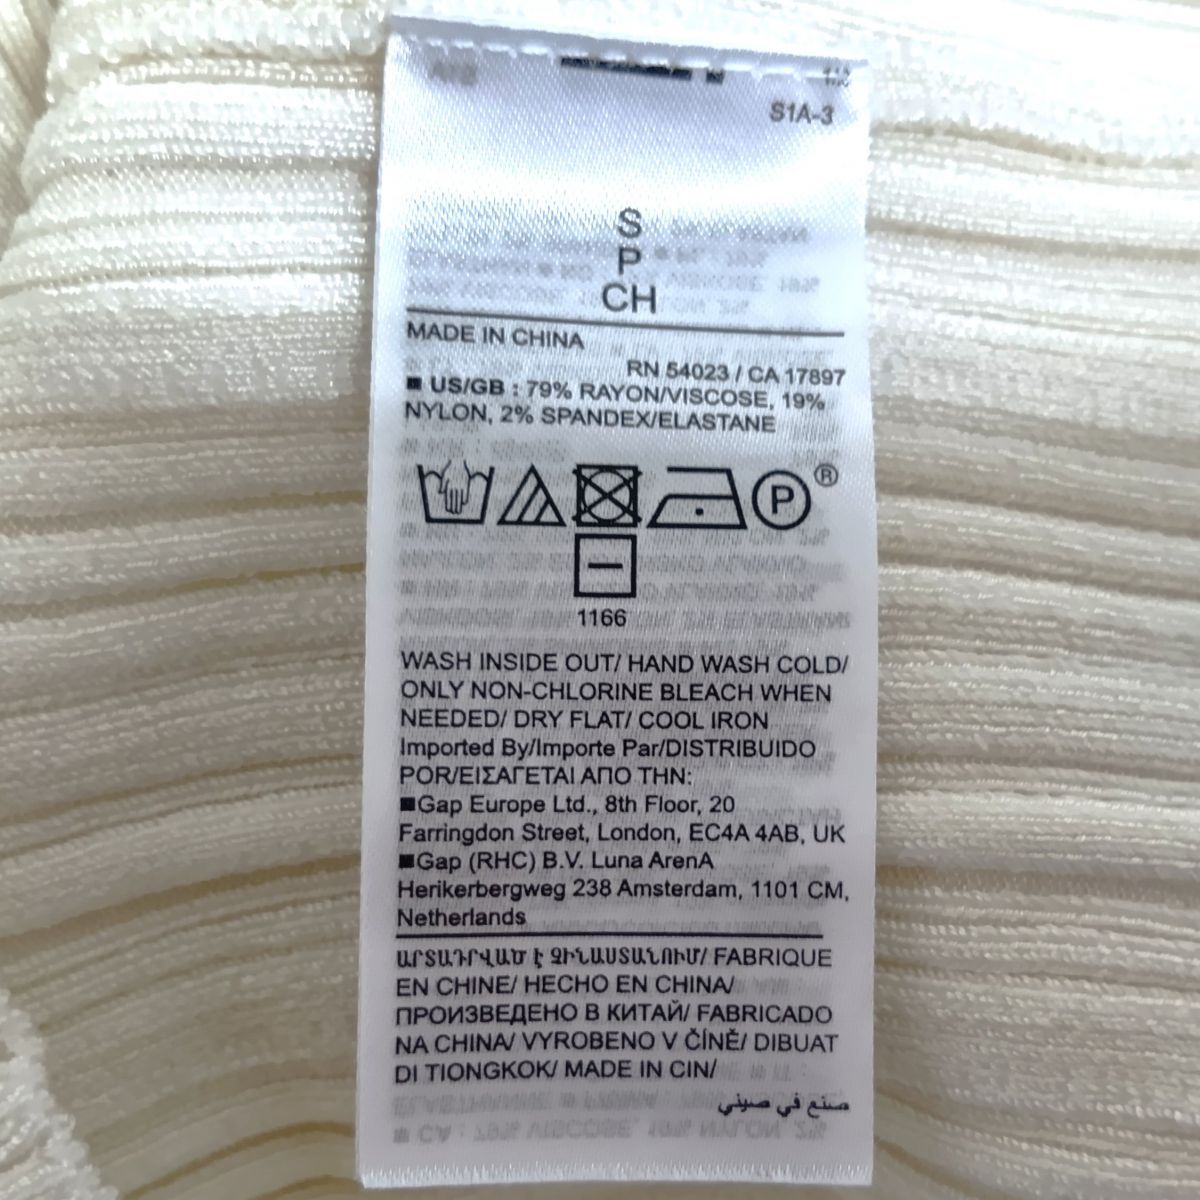 S1A-3
S
P
CH
MADE IN CHINA
RN 54023 / CA 17897
■ US/GB : 79% RAYON/VISCOSE, 19%
NYLON, 2% SPANDEX/ELASTANE
P ®
1166
WASH INSIDE OUT/ HAND WASH COLD/
ONLY NON-CHLORINE BLEACH WHEN
NEEDED/ DRY FLAT/ COOL IRON
Imported By/Importe Par/DISTRIBUIDO
POR/ΕΙΣΑΓΕΤΑΙ ΑΠΟ ΤΗΝ:
■Gap Europe Ltd., 8th Floor, 20
Farringdon Street, London, EC4A 4AB, UK
■Gap (RHC) B.V. Luna ArenA
Herikerbergweg 238 Amsterdam, 1101 CM,
Netherlands
ԱՐՏԱԴՐՎԱԾ Է ՉԻՆԱՍՏԱՆՈՒՄ/ FABRIQUE
EN CHINE/ HECHO EN CHINA/
ПРОИЗВЕДЕНО В КИТАЙ/ FABRICADO
NA CHINA/ VYROBENO V ČÍNĚ/ DIBUAT
DI TIONGKOK/ MADE IN CIN/
صنع في صيني